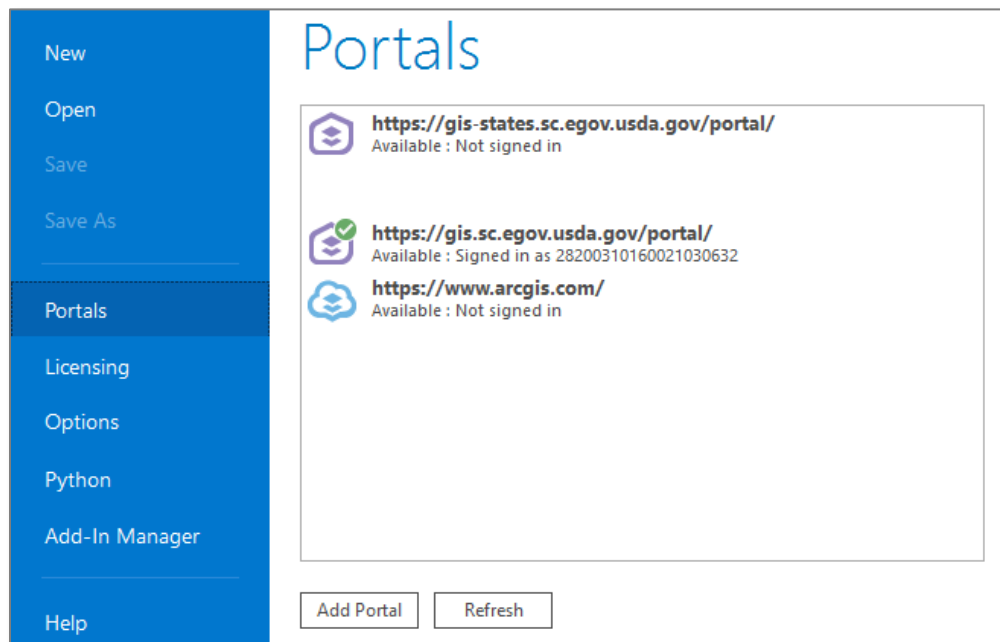 New
Open
Save
Save As
Portals
Licensing
Options
Python
Add-In Manager
Help
Portals
https://gis-states.sc.egov.usda.gov/portal/
Available : Not signed in
https://gis.sc.egov.usda.gov/portal/
Available : Signed in as 28200310160021030632
https://www.arcgis.com/
Available : Not signed in
Add Portal
Refresh